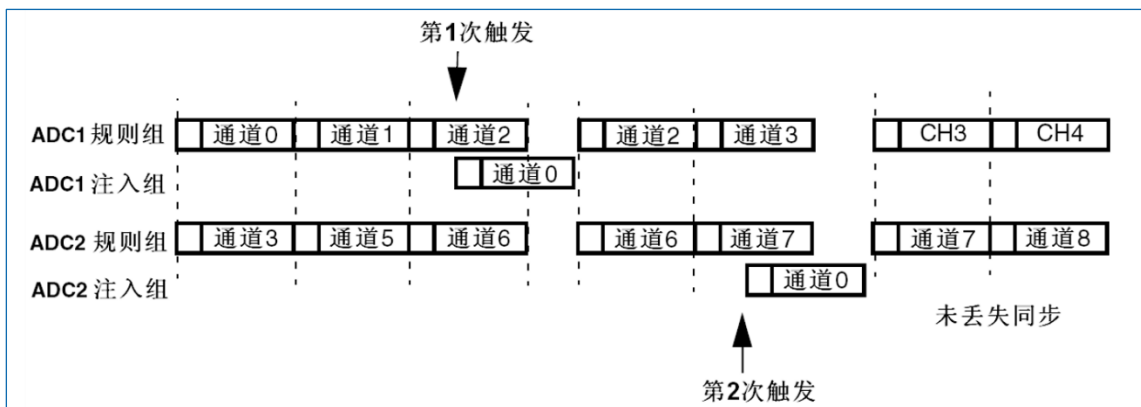 第1次触发
ADC1 规则组 通道0 通道1 通道2 通道2 通道3 CH3 CH4
ADC1 注入组 通道0
ADC2 规则组 通道3 通道5 通道6 通道6 通道7 通道7 通道8
ADC2 注入组 通道0
未丢失同步
第2次触发